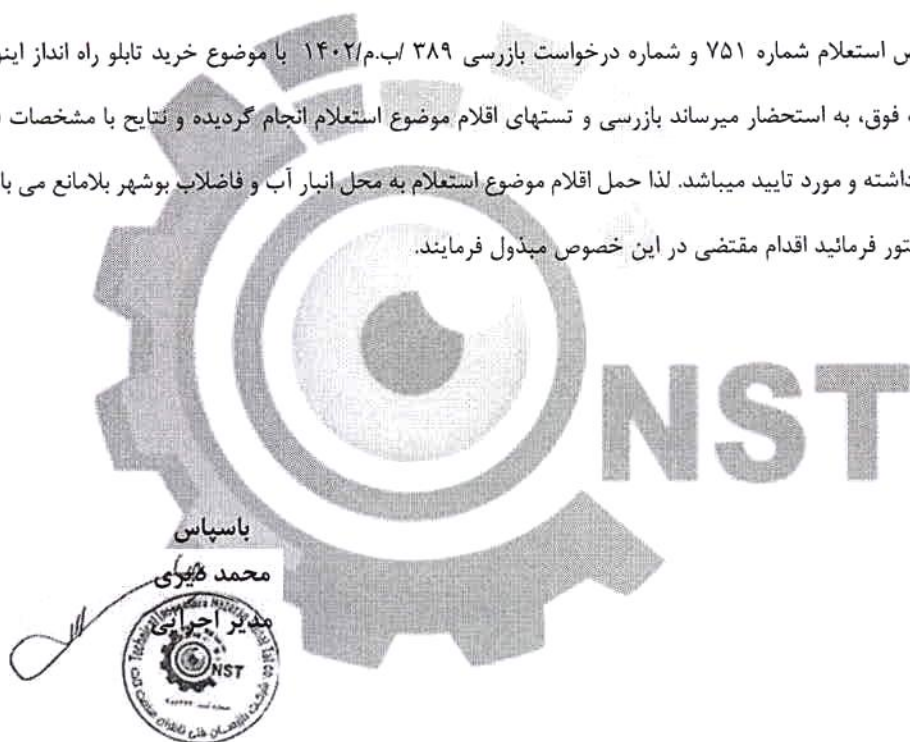 استعلام شماره ۷۵۱ و شماره درخواست بازرسی ۳۸۹ /ب.م/۱۴۰۲ با موضوع خرید تابلو راه انداز
فوق، به استحضار میرساند بازرسی و تستهای اقلام موضوع استعلام انجام گردیده و نتایج با مشخصات
داشته و مورد تایید میباشد. لذا حمل اقلام موضوع استعلام به محل انبار آب و فاضلاب بوشهر بلامانع می
فرمائید اقدام مقتضی در این خصوص مبذول فرمایند.
NST
باسپاس
محمد
مدیر اجرایی
Technical
NST